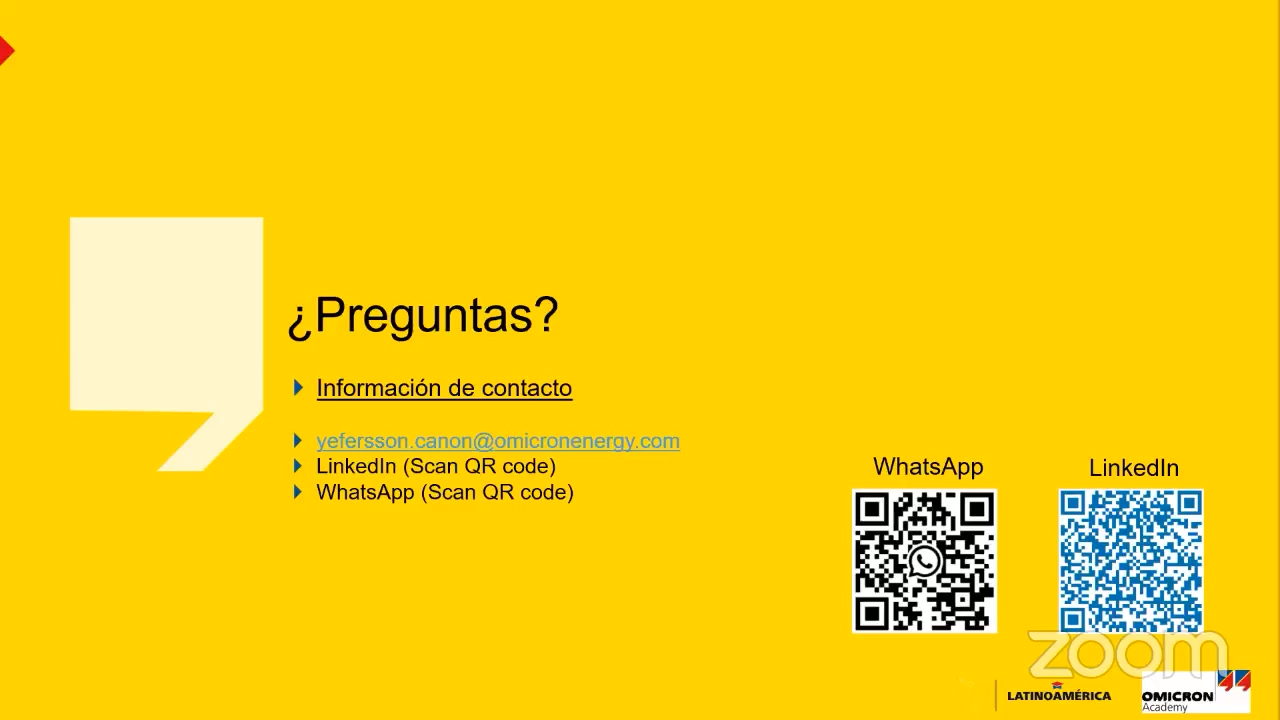 ¿Preguntas?
Información de contacto
yefersson.canon@omicronenergy.com
LinkedIn (Scan QR code)
WhatsApp (Scan QR code)
WhatsApp
LinkedIn
zoom
LATINOAMÉRICA
OMICRON
Academy